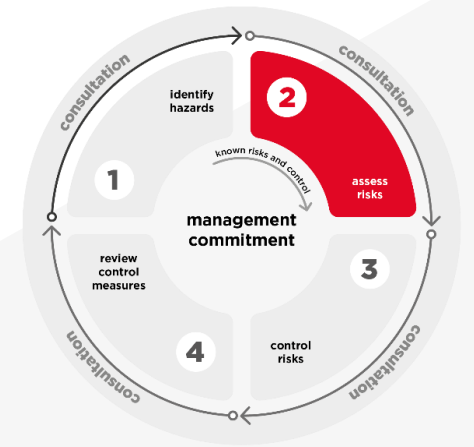 consultation
consultation
identify
hazards
2
1
known risks and control
assess
risks
management
commitment
review
control
measures
3
4
control
risks
consultation
consultation